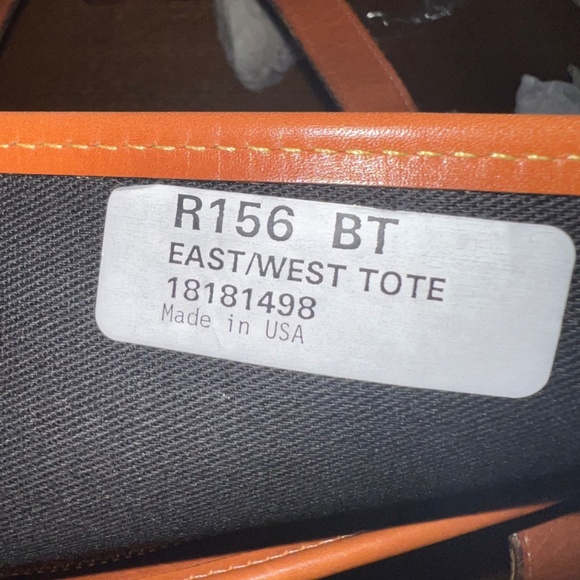 R156 BT
EAST/WEST TOTE
18181498
Made in USA